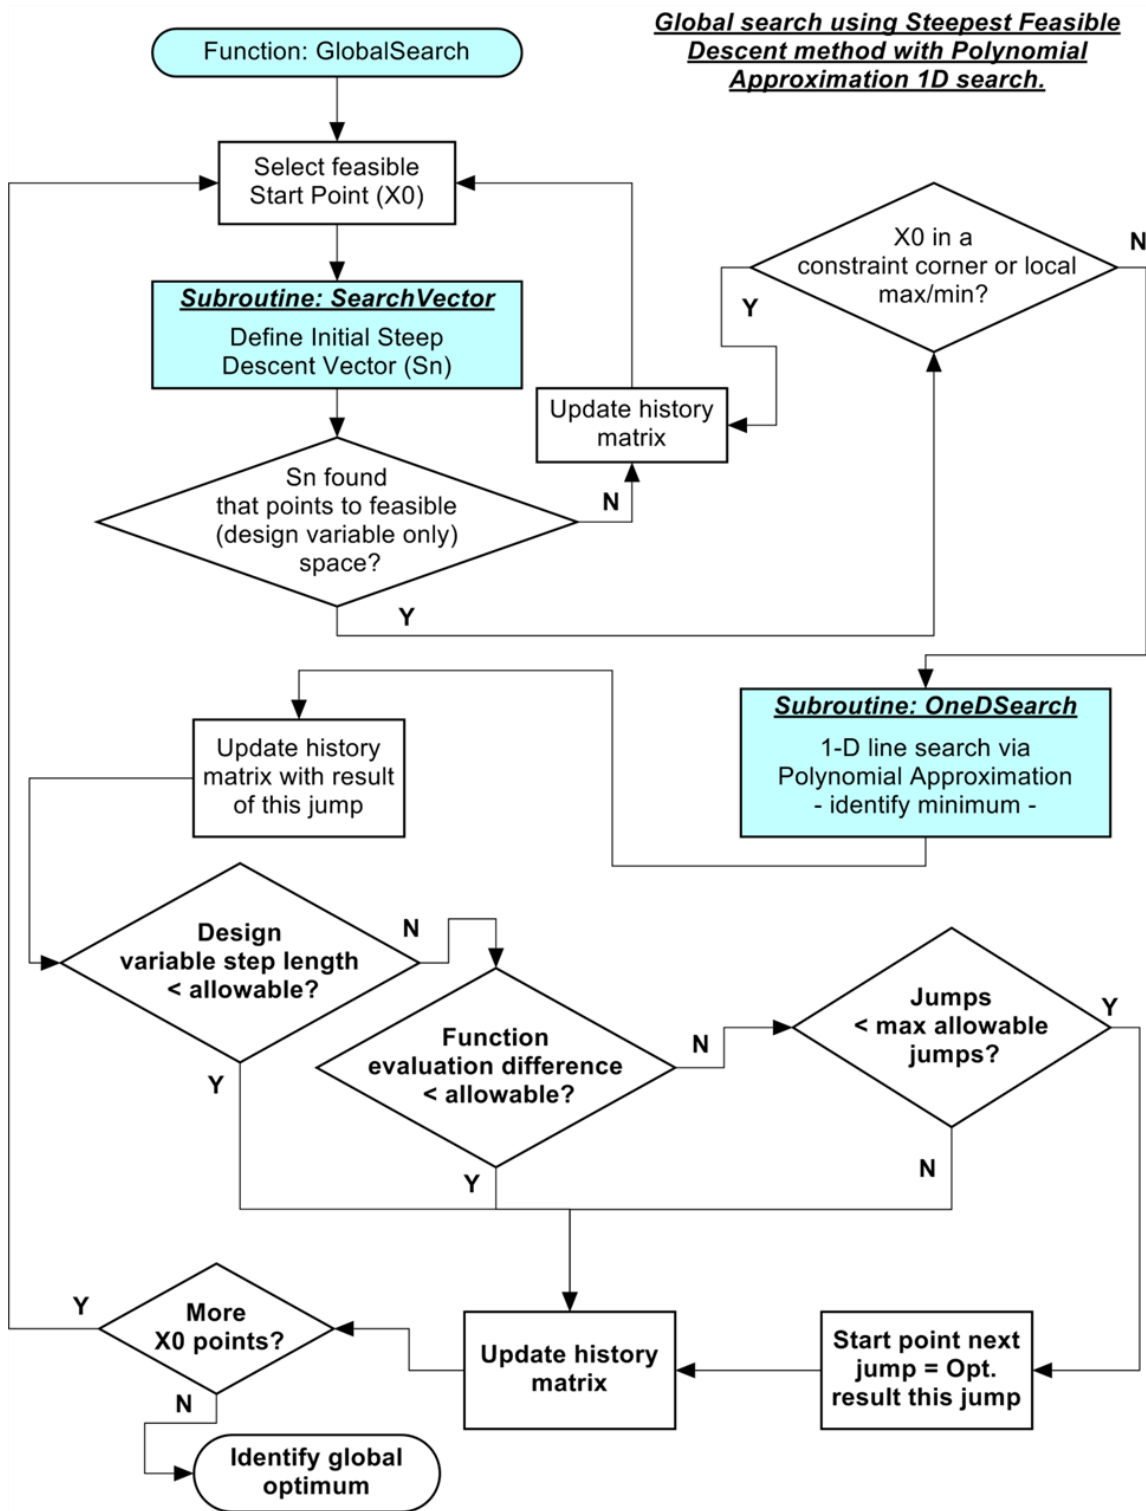 Function: GlobalSearch
Global search using Steepest Feasible
Descent method with Polynomial
Approximation 1D search.
Select feasible
Start Point (X0)
X0 in a
constraint corner or local
max/min?
N
Y
Subroutine: SearchVector
Define Initial Steep
Descent Vector (Sn)
Update history
matrix
Sn found
that points to feasible
(design variable only)
space?
N
Y
Subroutine: OneDSearch
1-D line search via
Polynomial Approximation
- identify minimum -
Update history
matrix with result
of this jump
Design
variable step length
< allowable?
N
Y
Function
evaluation difference
< allowable?
N
Y
Jumps
< max allowable
jumps?
Y
N
More
X0 points?
Y
N
Update history
matrix
Start point next
jump = Opt.
result this jump
Identify global
optimum